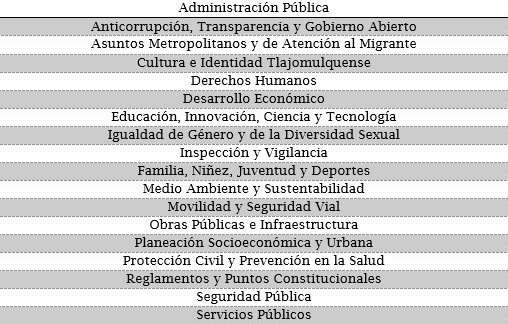 Administración Pública
Anticorrupción, Transparencia y Gobierno Abierto
Asuntos Metropolitanos y de Atención al Migrante
Cultura e Identidad Tlajomulquense
Derechos Humanos
Desarrollo Económico
Educación, Innovación, Ciencia y Tecnología
Igualdad de Género y de la Diversidad Sexual
Inspección y Vigilancia
Familia, Niñez, Juventud y Deportes
Medio Ambiente y Sustentabilidad
Movilidad y Seguridad Vial
Obras Públicas e Infraestructura
Planeación Socioeconómica y Urbana
Protección Civil y Prevención en la Salud
Reglamentos y Puntos Constitucionales
Seguridad Pública
Servicios Públicos